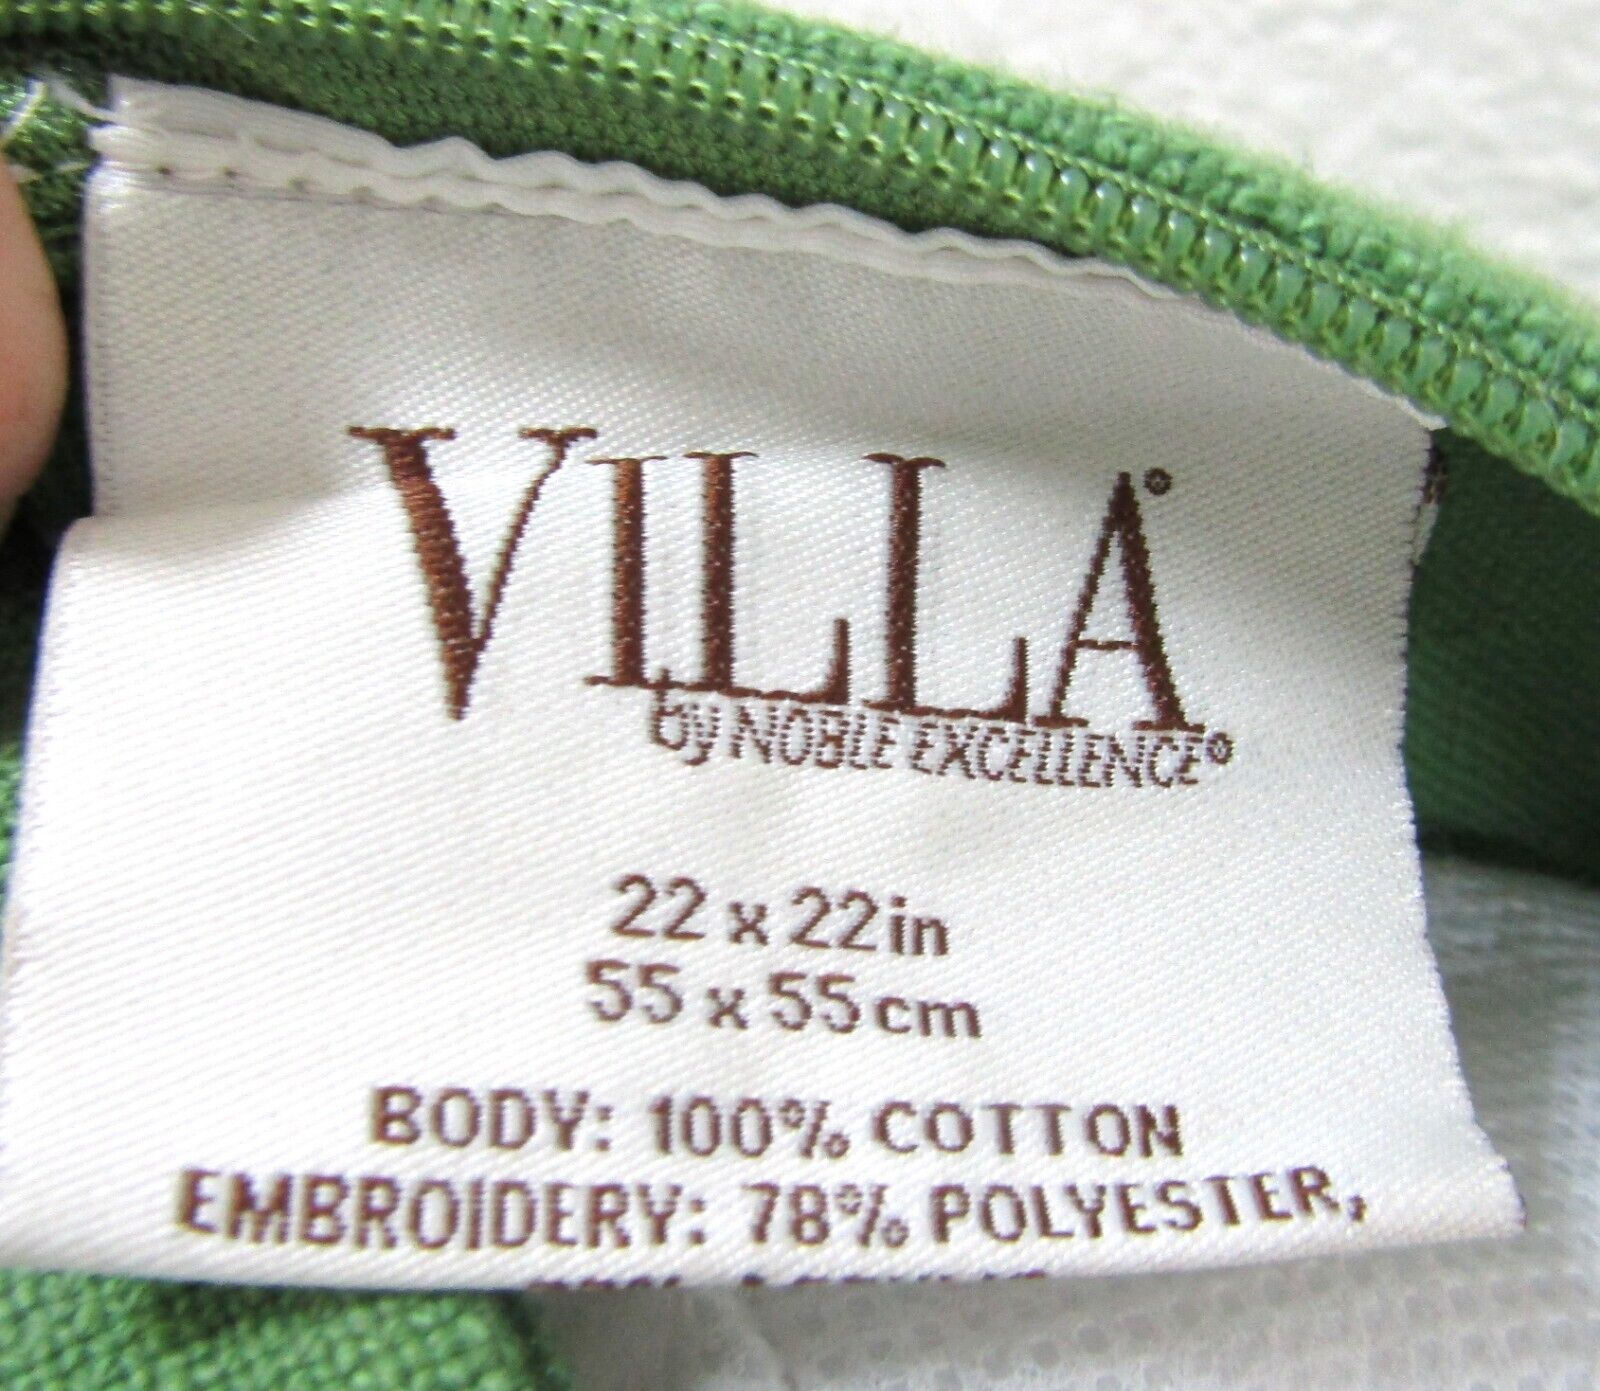 VILLA®
by NOBLE EXCELLENCE®
22 x 22 in
55 x 55 cm
BODY: 100% COTTON
EMBROIDERY: 78% POLYESTER,